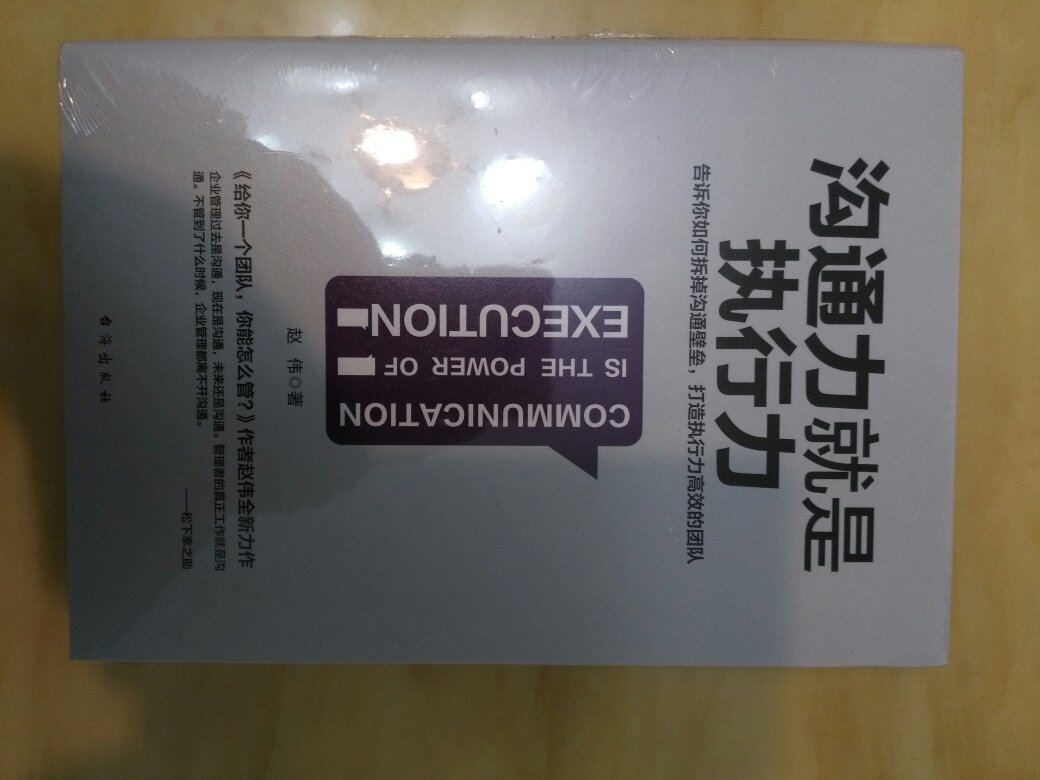 沟通力就是
执行力
告诉你如何拆掉沟通壁垒，打造执行力高效的团队
COMMUNICATION
IS THE POWER OF
EXECUTION
赵 伟◎著
《给你一个团队，你能怎么管？》作者赵伟全新力作
企业管理过去是沟通，现在是沟通，未来还是沟通。管理者的真正工作就是沟
通。不管到了什么时候，企业管理都离不开沟通。
——松下幸之助
台海出版社